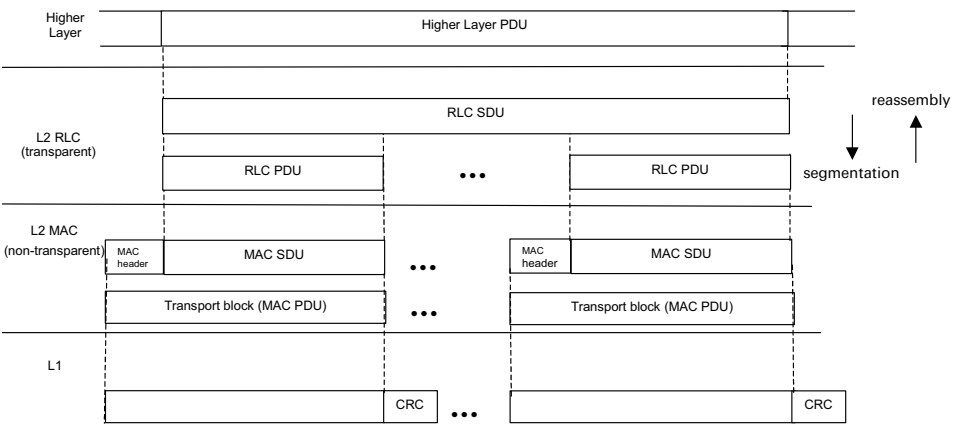 Higher
Layer
Higher Layer PDU
RLC SDU
reassembly
L2 RLC
(transparent)
RLC PDU
•••
RLC PDU
segmentation
L2 MAC
(non-transparent)
MAC
header
MAC SDU
•••
MAC
header
MAC SDU
Transport block (MAC PDU)
•••
Transport block (MAC PDU)
L1
CRC
•••
CRC